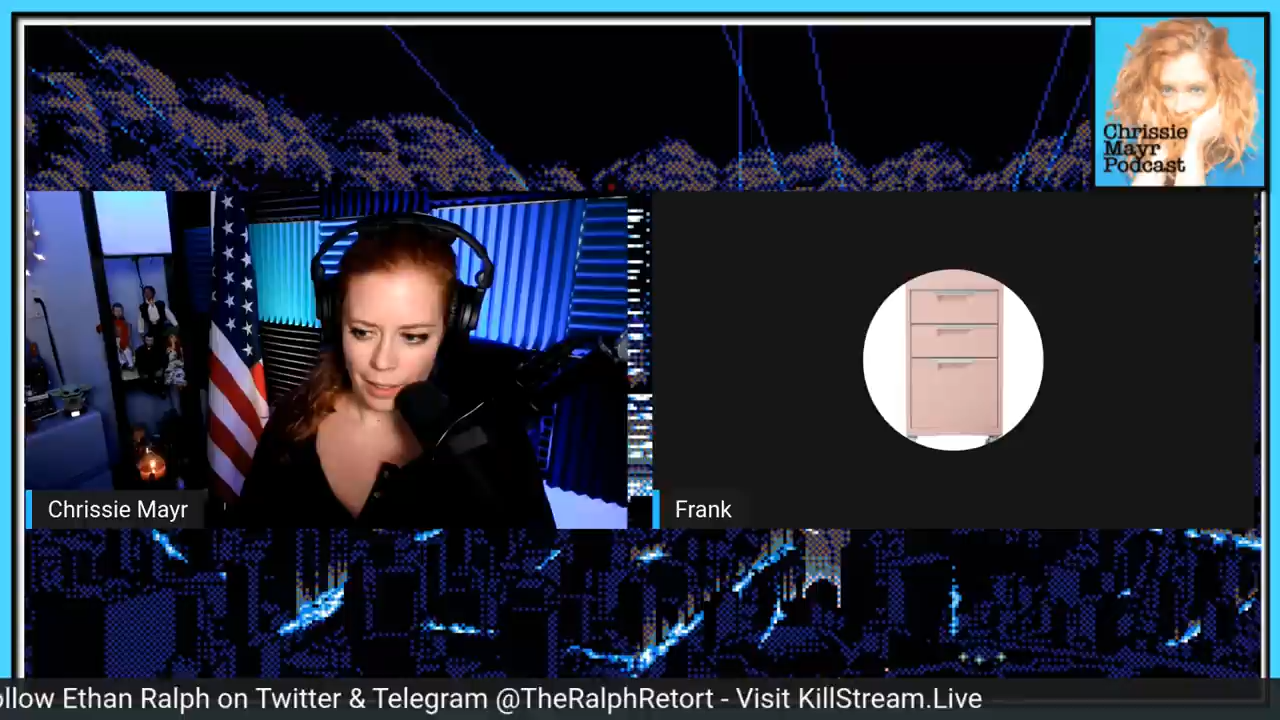 Chrissie
Mayr
Podcast
Chrissie Mayr
Frank
ollow Ethan Ralph on Twitter & Telegram @TheRalphRetort - Visit KillStream.Live